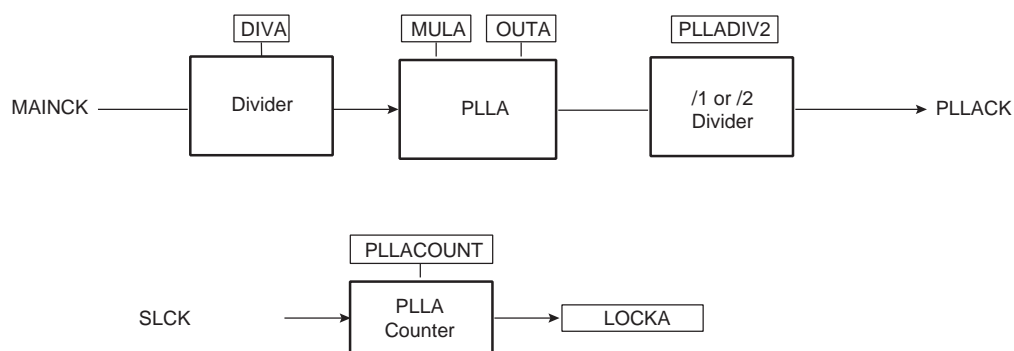 DIVA
MULA
OUTA
PLLADIV2
MAINCK
Divider
PLLA
/1 or /2
Divider
PLLACK
PLLACOUNT
SLCK
PLLA
Counter
LOCKA